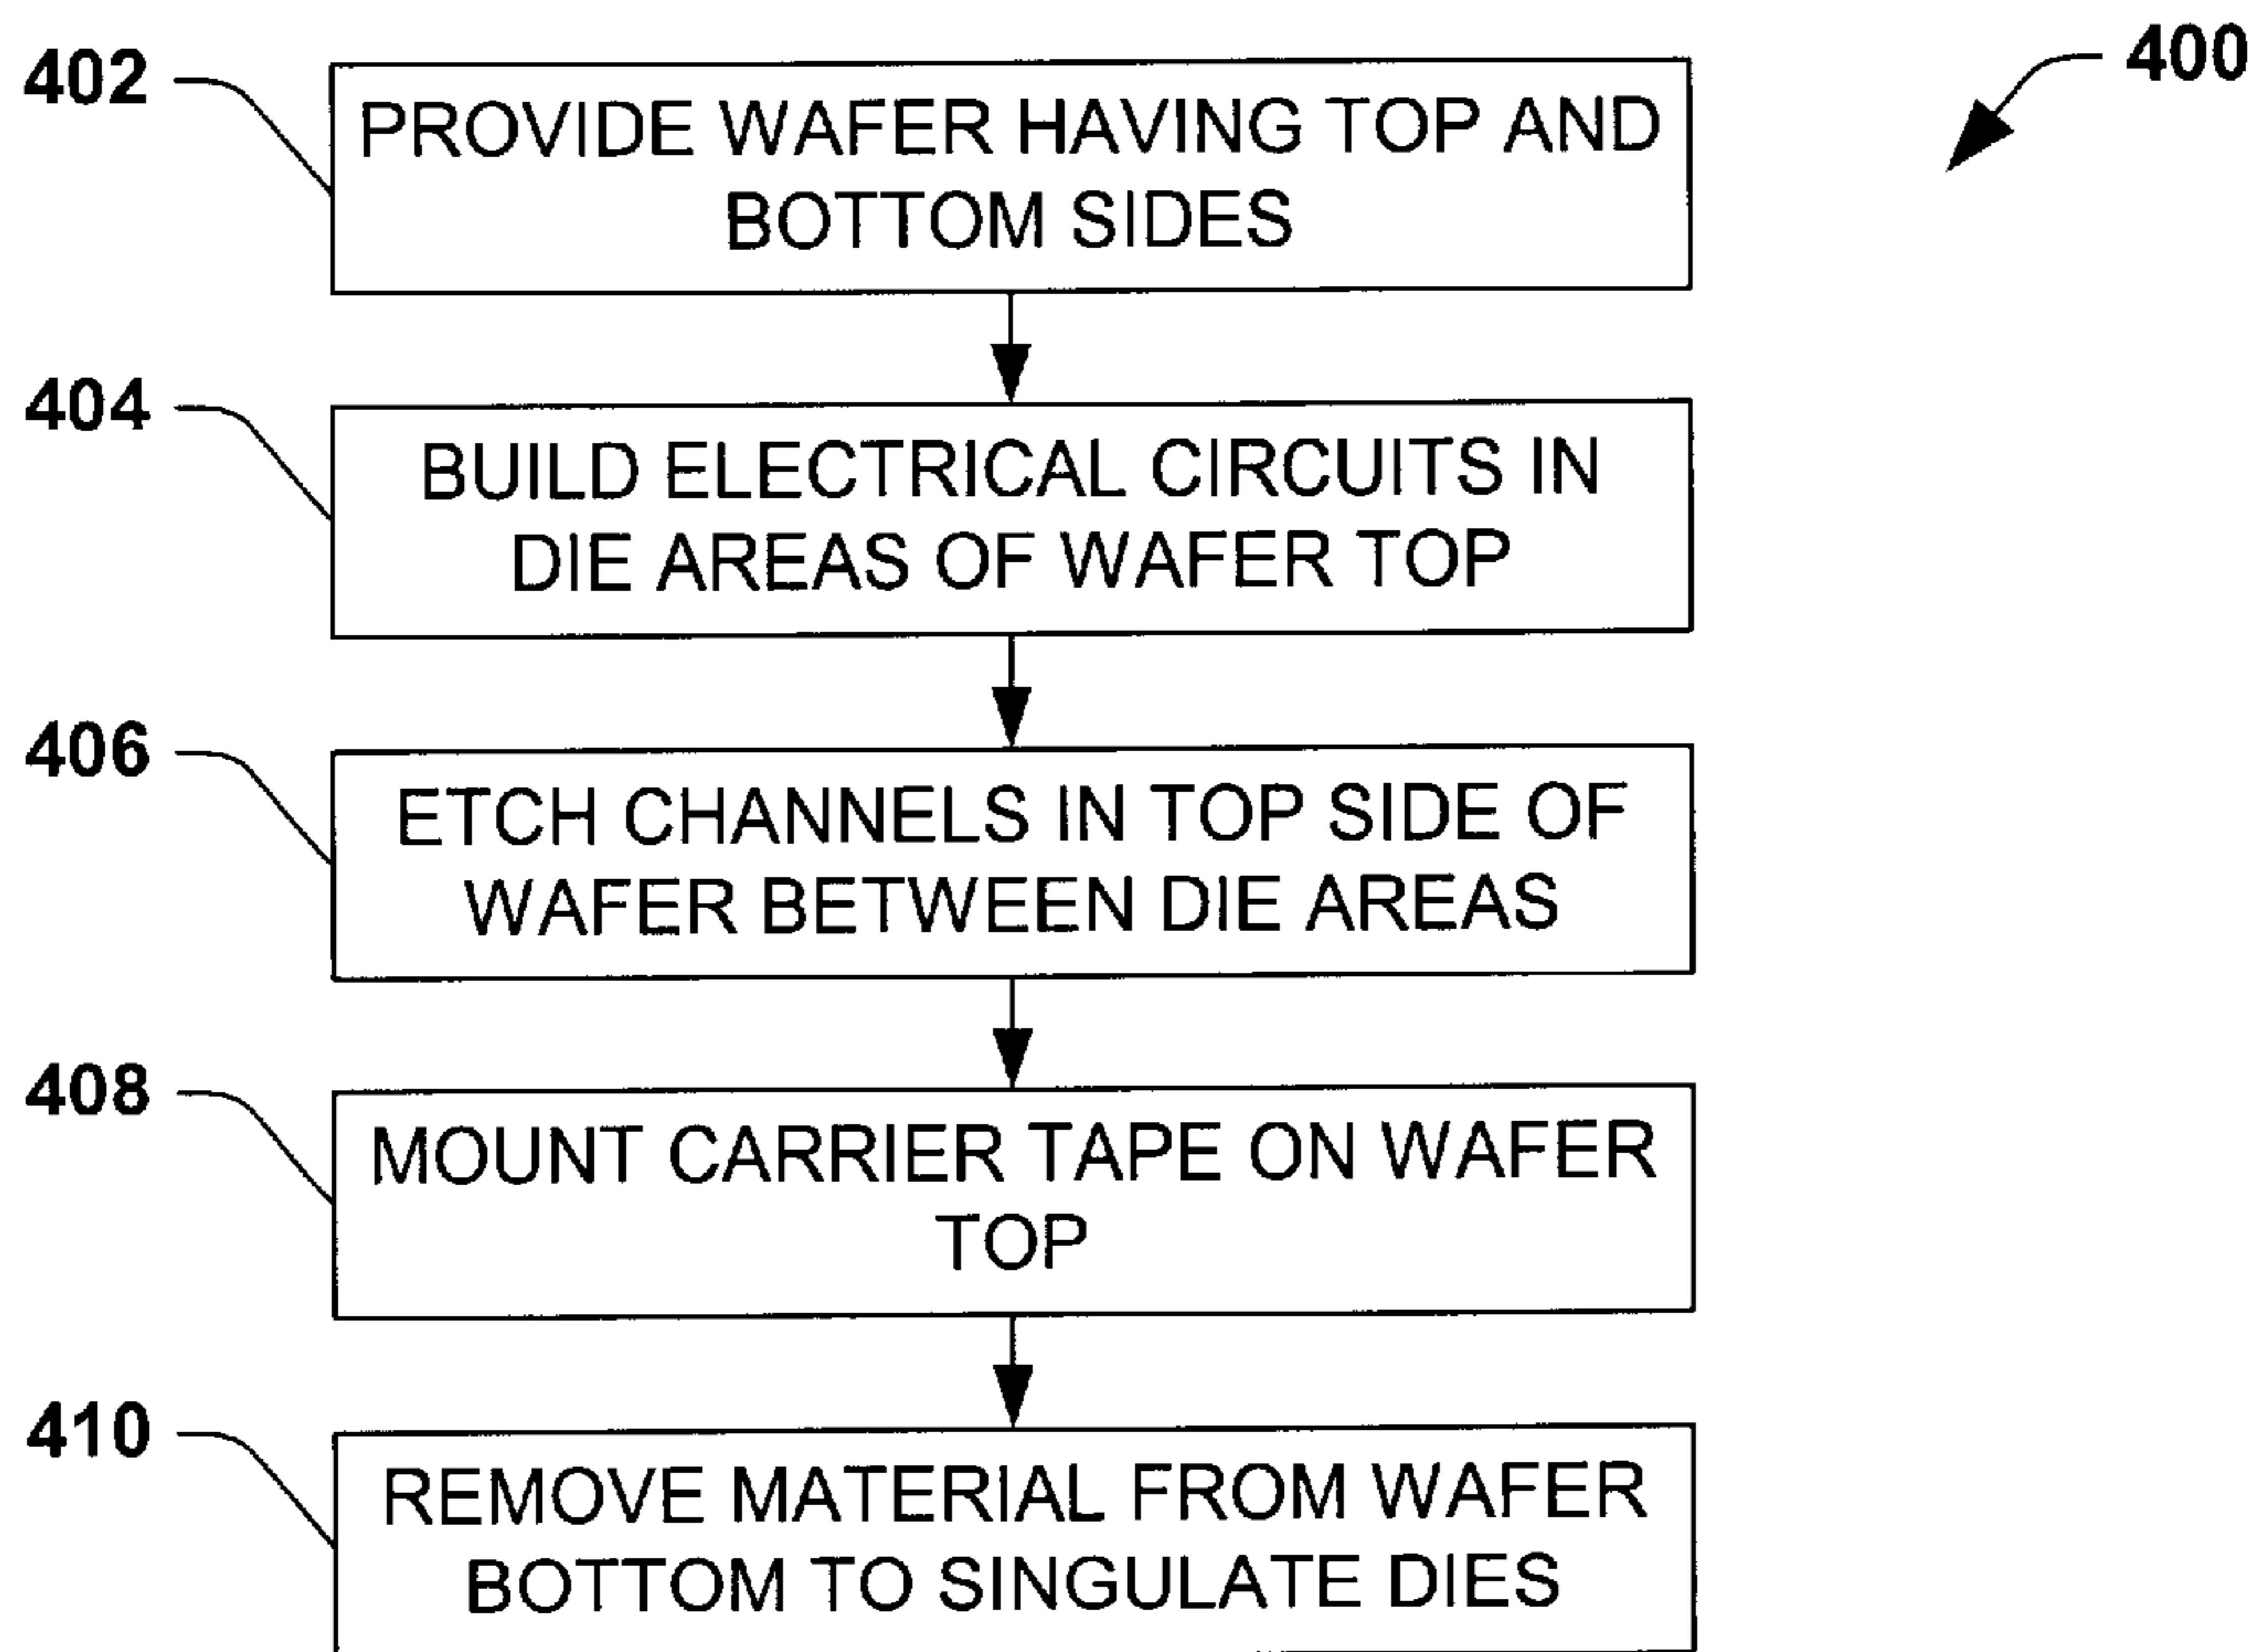 400
402
PROVIDE WAFER HAVING TOP AND
BOTTOM SIDES
404
BUILD ELECTRICAL CIRCUITS IN
DIE AREAS OF WAFER TOP
406
ETCH CHANNELS IN TOP SIDE OF
WAFER BETWEEN DIE AREAS
408
MOUNT CARRIER TAPE ON WAFER
TOP
410
REMOVE MATERIAL FROM WAFER
BOTTOM TO SINGULATE DIES